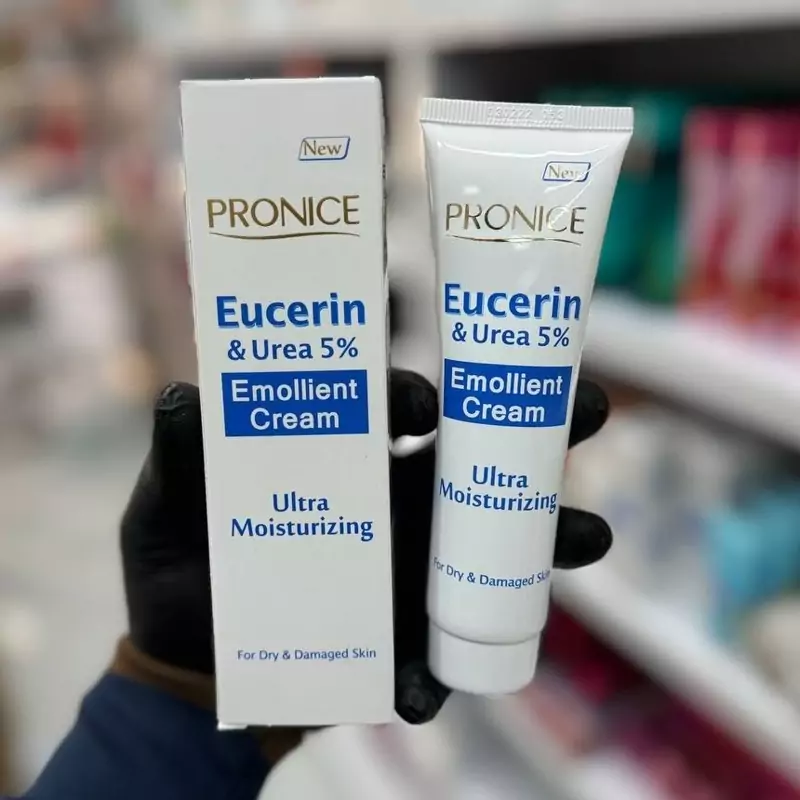 New
PRONICE
Eucerin
& Urea 5%
Emollient
Cream
Ultra
Moisturizing
For Dry & Damaged Skin
New
PRONICE
Eucerin
& Urea 5%
Emollient
Cream
Ultra
Moisturizing
For Dry & Damaged Skin